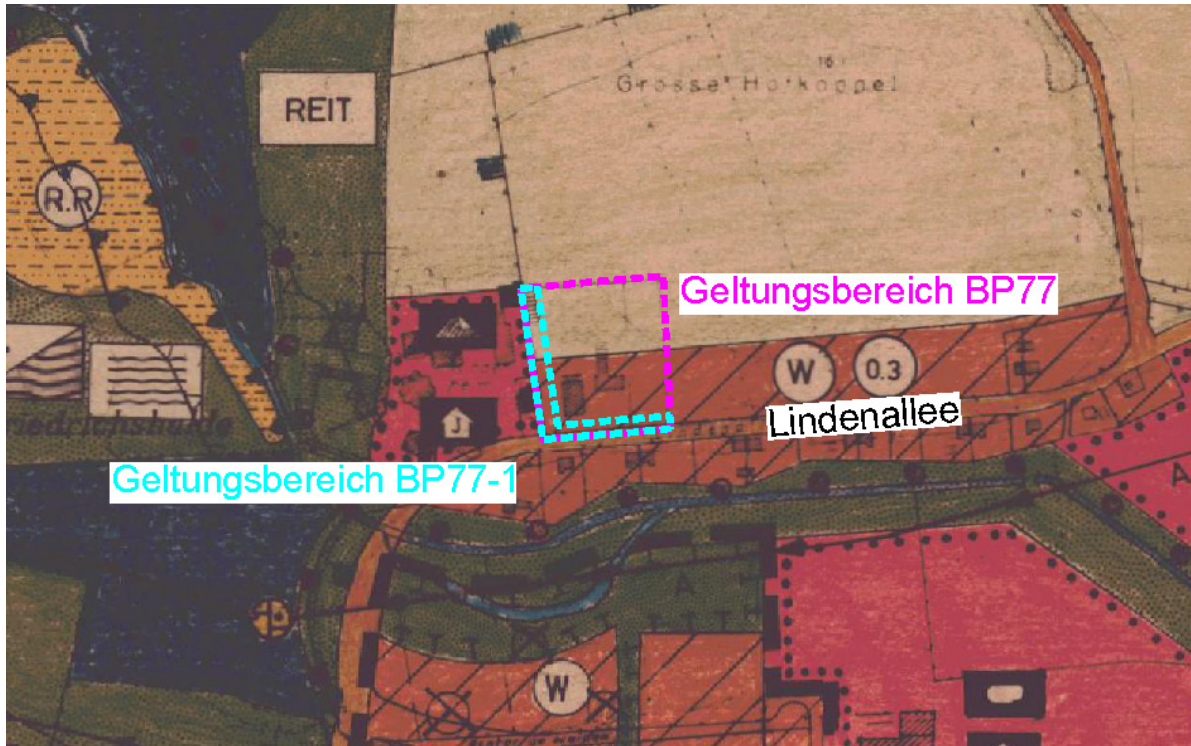 REIT
Grosse Hofkoppel
R.R
Geltungsbereich BP77
W
0.3
Lindenallee
J
Geltungsbereich BP77-1
A
A
W